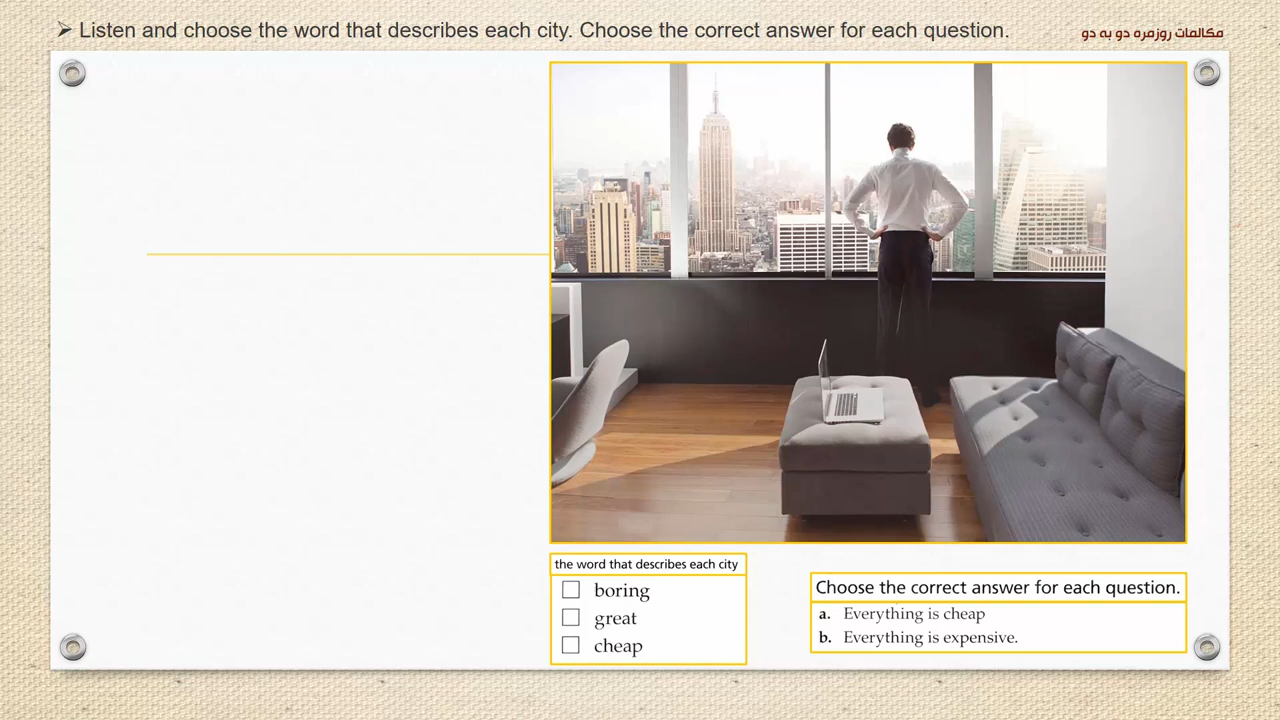 ➢ Listen and choose the word that describes each city. Choose the correct answer for each question.
مکالمات روزمره دو به دو
the word that describes each city
☐ boring
☐ great
☐ cheap
Choose the correct answer for each question.
a. Everything is cheap
b. Everything is expensive.